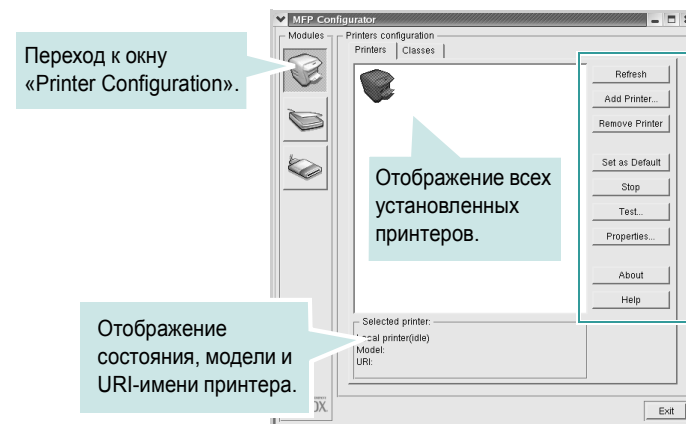 MFP Configurator
Modules
Printers configuration
Printers
Classes
Переход к окну
«Printer Configuration».
Refresh
Add Printer...
Remove Printer
Set as Default
Stop
Test...
Properties...
About
Help
Отображение всех
установленных
принтеров.
Selected printer:
printer(idle)
Model:
URI:
Отображение
состояния, модели и
URI-имени принтера.
Exit